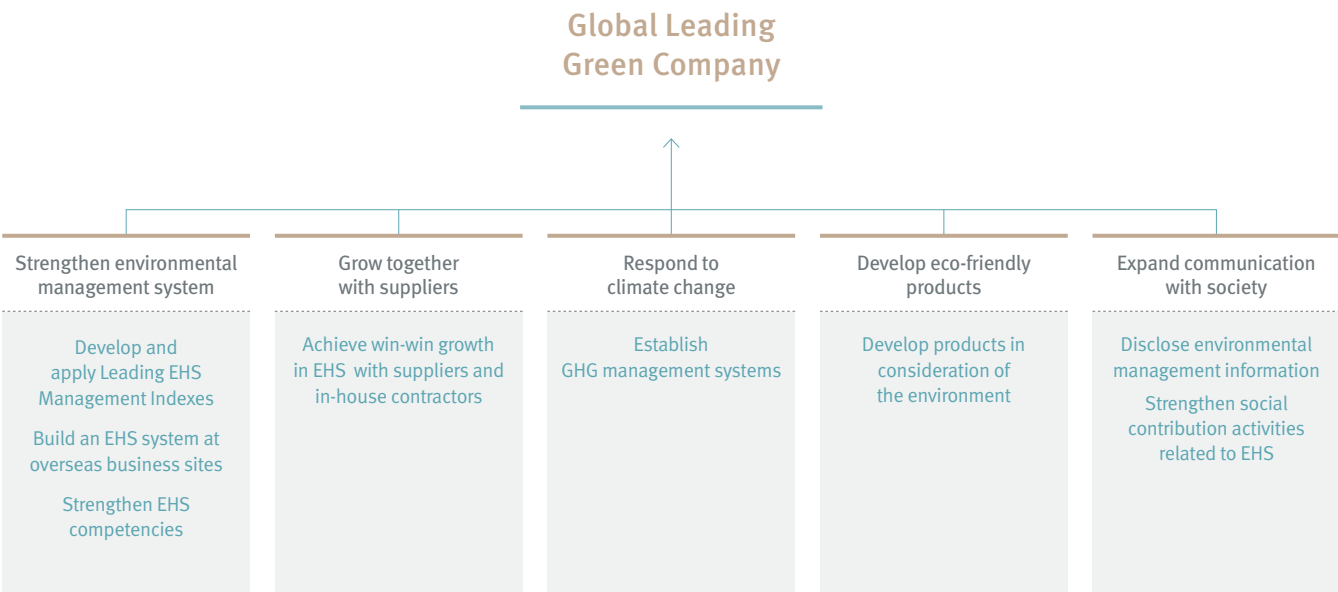 Global Leading
Green Company
Strengthen environmental
management system
Develop and
apply Leading EHS
Management Indexes
Build an EHS system at
overseas business sites
Strengthen EHS
competencies
Grow together
with suppliers
Achieve win-win growth
in EHS with suppliers and
in-house contractors
Respond to
climate change
Establish
GHG management systems
Develop eco-friendly
products
Develop products in
consideration of
the environment
Expand communication
with society
Disclose environmental
management information
Strengthen social
contribution activities
related to EHS